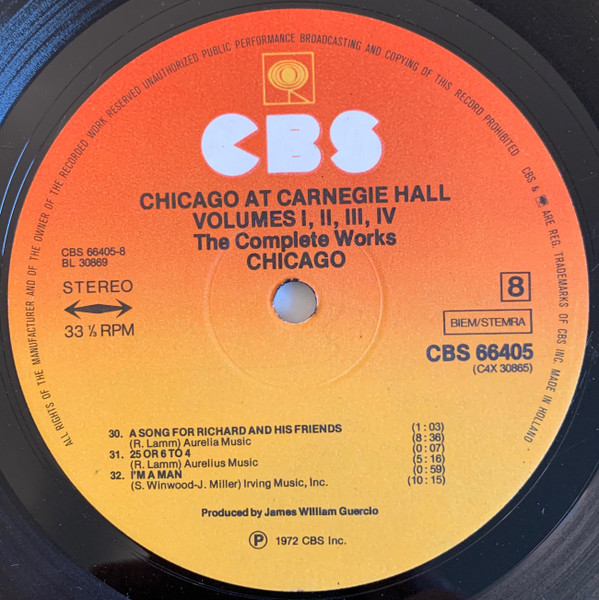 ALL RIGHTS OF THE MANUFACTURER AND OF THE OWNER OF THE RECORDED WORK RESERVED UNAUTHORIZED PUBLIC PERFORMANCE BROADCASTING AND COPYING OF THIS RECORD PROHIBITED
CBS & ARE REG. TRADEMARKS OF CBS INC. MADE IN HOLLAND
CBS
CHICAGO AT CARNEGIE HALL
VOLUMES I, II, III, IV
The Complete Works
CHICAGO
CBS 66405-8
BL 30869
STEREO
33 ⅓ RPM
8
BIEM/STEMRA
CBS 66405
(C4X 30865)
30. A SONG FOR RICHARD AND HIS FRIENDS (1:03)
(R. Lamm) Aurelia Music (8:36)
31. 25 OR 6 TO 4 (0:07)
(R. Lamm) Aurelius Music (5:16)
32. I'M A MAN (0:59)
(S. Winwood-J. Miller) Irving Music, Inc. (10:15)
Produced by James William Guercio
℗ 1972 CBS Inc.